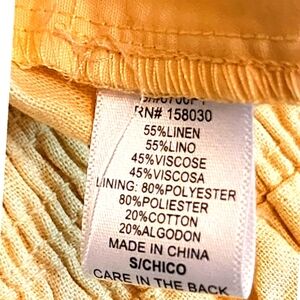 RN# 158030
55%LINEN
55%LINO
45%VISCOSE
45%VISCOSA
LINING: 80%POLYESTER
80%POLIESTER
20%COTTON
20%ALGODON
MADE IN CHINA
S/CHICO
CARE IN THE BACK